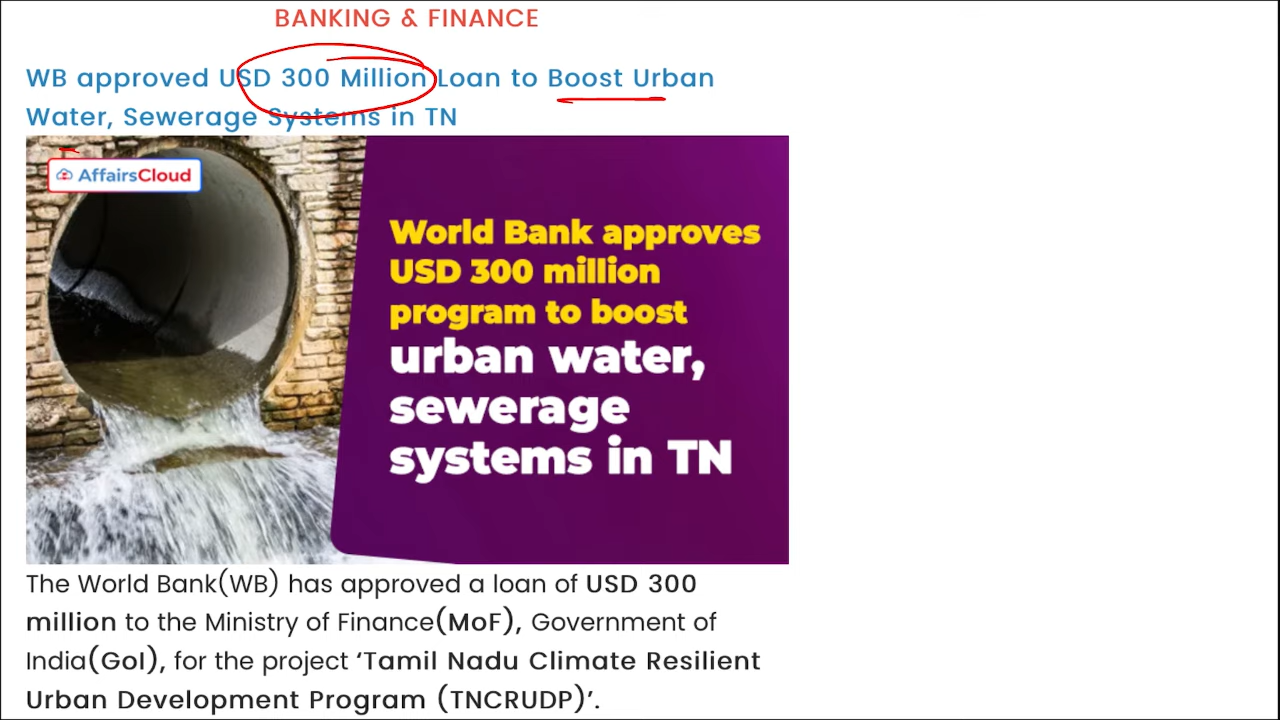 BANKING & FINANCE
WB approved USD 300 Million Loan to Boost Urban
Water, Sewerage Systems in TN
AffairsCloud
World Bank approves
USD 300 million
program to boost
urban water,
sewerage
systems in TN
The World Bank(WB) has approved a loan of USD 300
million to the Ministry of Finance(MoF), Government of
India(GoI), for the project ‘Tamil Nadu Climate Resilient
Urban Development Program (TNCRUDP)’.